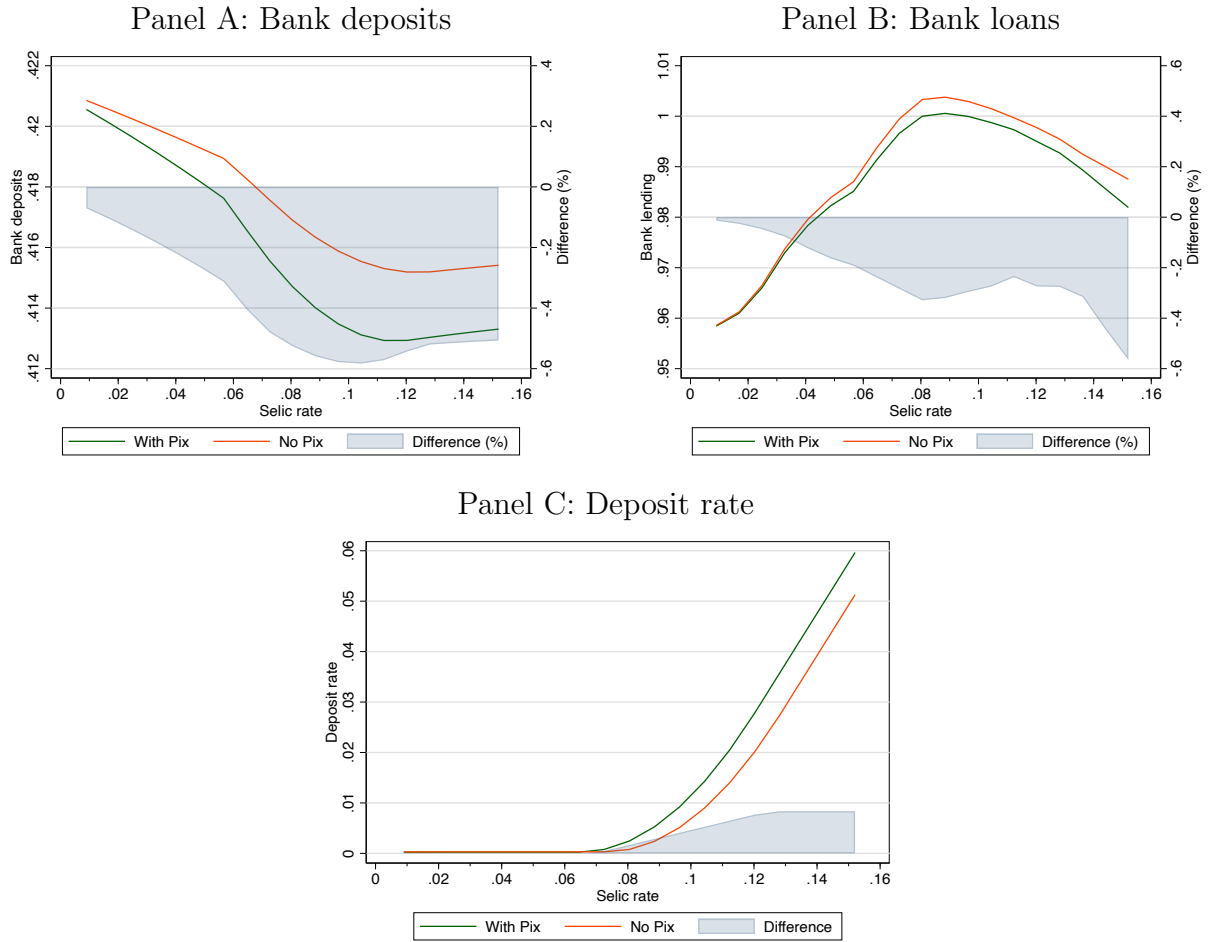 Panel A: Bank deposits
.422
.42
.418
.416
.414
.412
Bank deposits
.4
.2
0
-.2
-.4
-.6
Difference (%)
0 .02 .04 .06 .08 .1 .12 .14 .16
Selic rate
With Pix No Pix Difference (%)
Panel B: Bank loans
1.01
1
.99
.98
.97
.96
.95
Bank lending
.6
.4
.2
0
-.2
-.4
-.6
Difference (%)
0 .02 .04 .06 .08 .1 .12 .14 .16
Selic rate
With Pix No Pix Difference (%)
Panel C: Deposit rate
.06
.05
.04
.03
.02
.01
0
Deposit rate
0 .02 .04 .06 .08 .1 .12 .14 .16
Selic rate
With Pix No Pix Difference